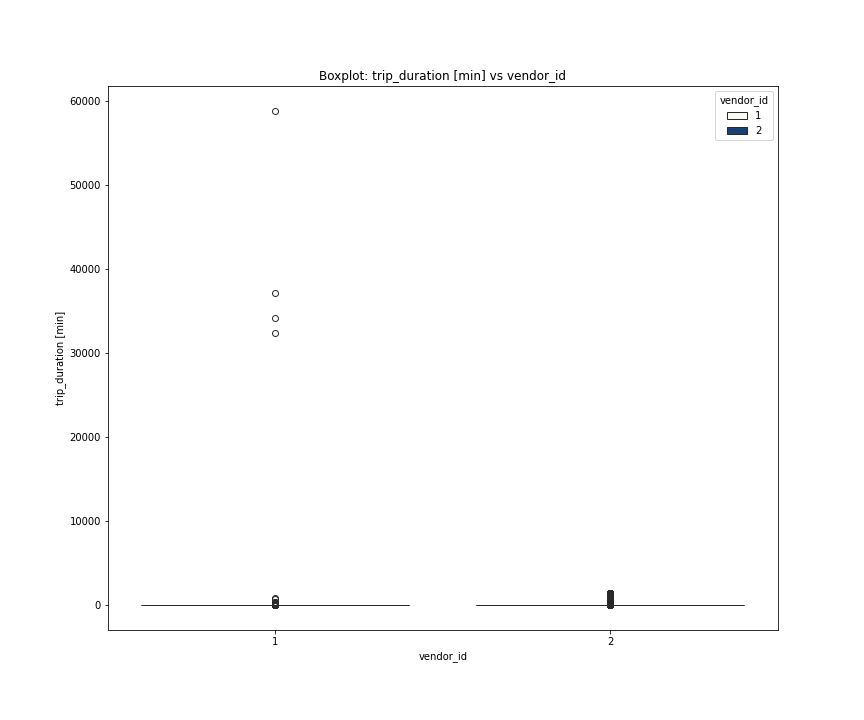 Boxplot: trip_duration [min] vs vendor_id
vendor_id
1
2
60000
50000
40000
30000
20000
10000
0
trip_duration [min]
1
2
vendor_id